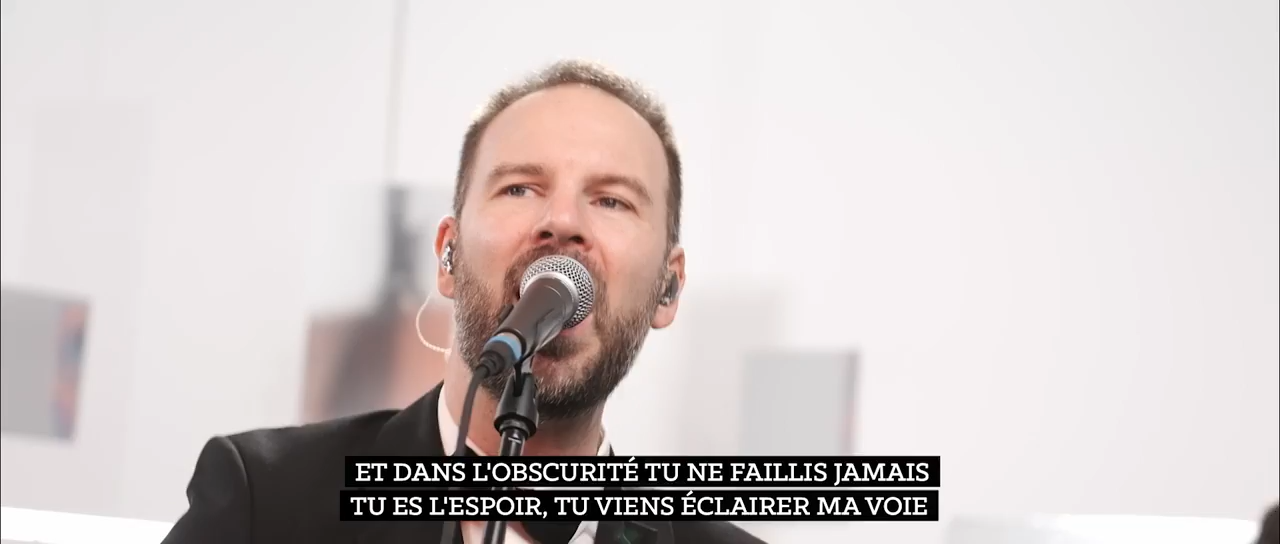 ET DANS L'OBSCURITÉ TU NE FAILLIS JAMAIS
TU ES L'ESPOIR, TU VIENS ÉCLAIRER MA VOIE